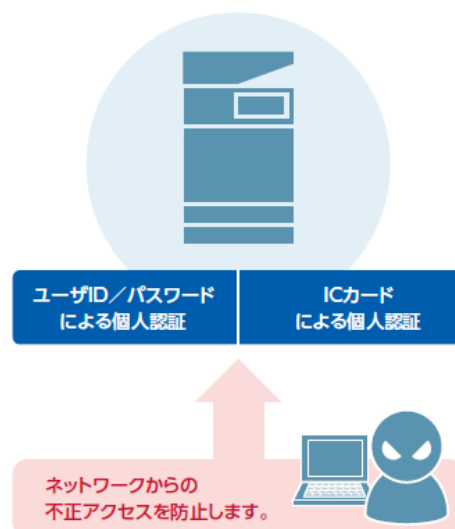 ユーザID／パスワード
による個人認証
ICカード
による個人認証
ネットワークからの
不正アクセスを防止します。